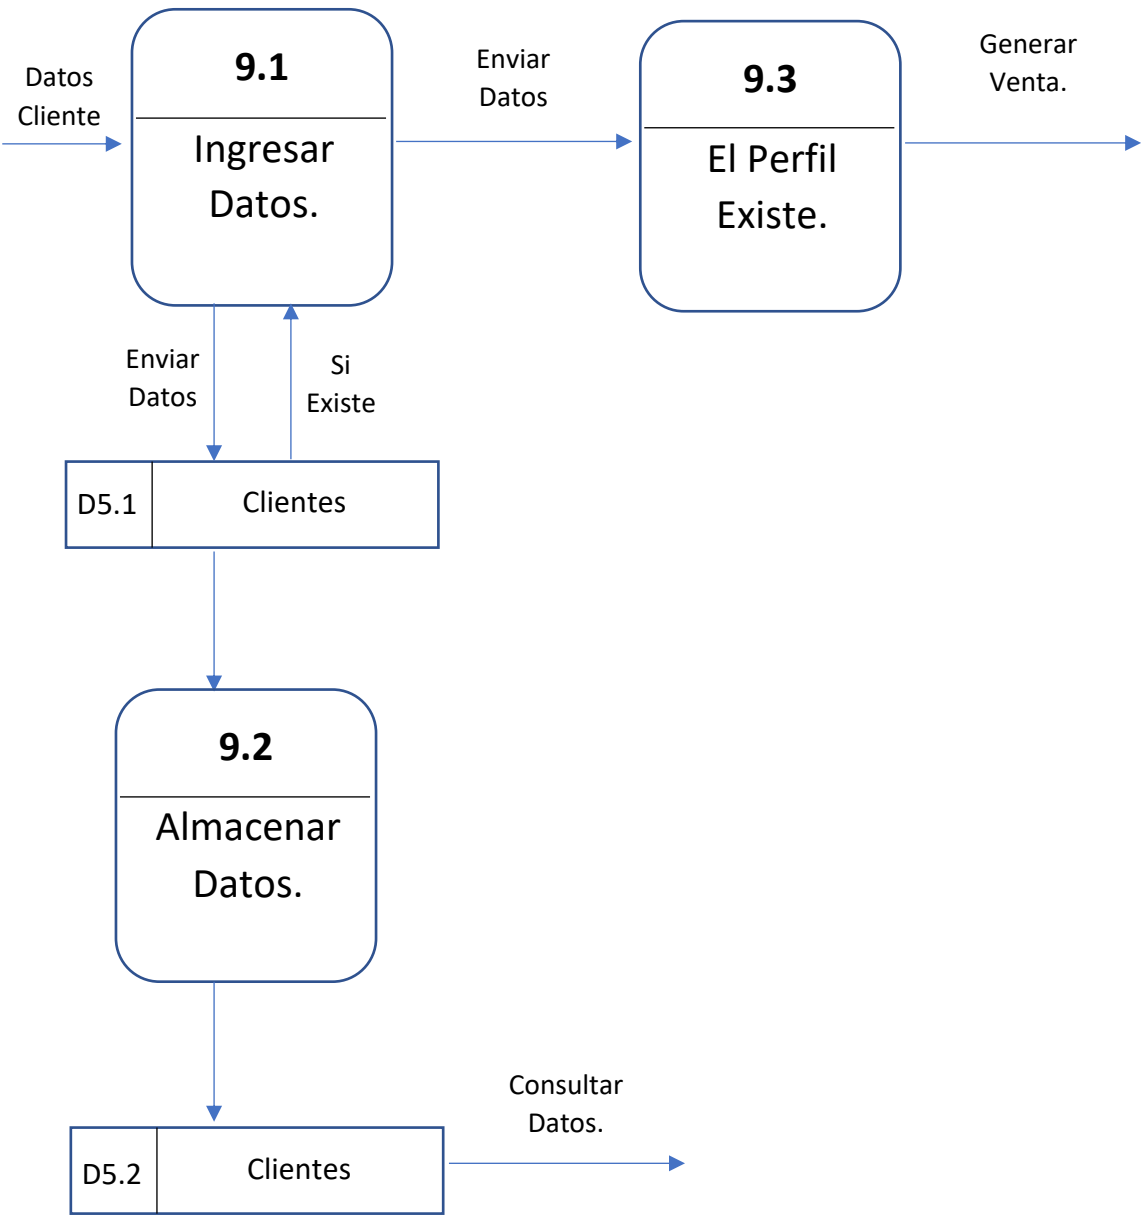 Datos
Cliente
9.1
Ingresar
Datos.
Enviar
Datos
9.3
El Perfil
Existe.
Generar
Venta.
Enviar
Datos
Si
Existe
D5.1
Clientes
9.2
Almacenar
Datos.
D5.2
Clientes
Consultar
Datos.